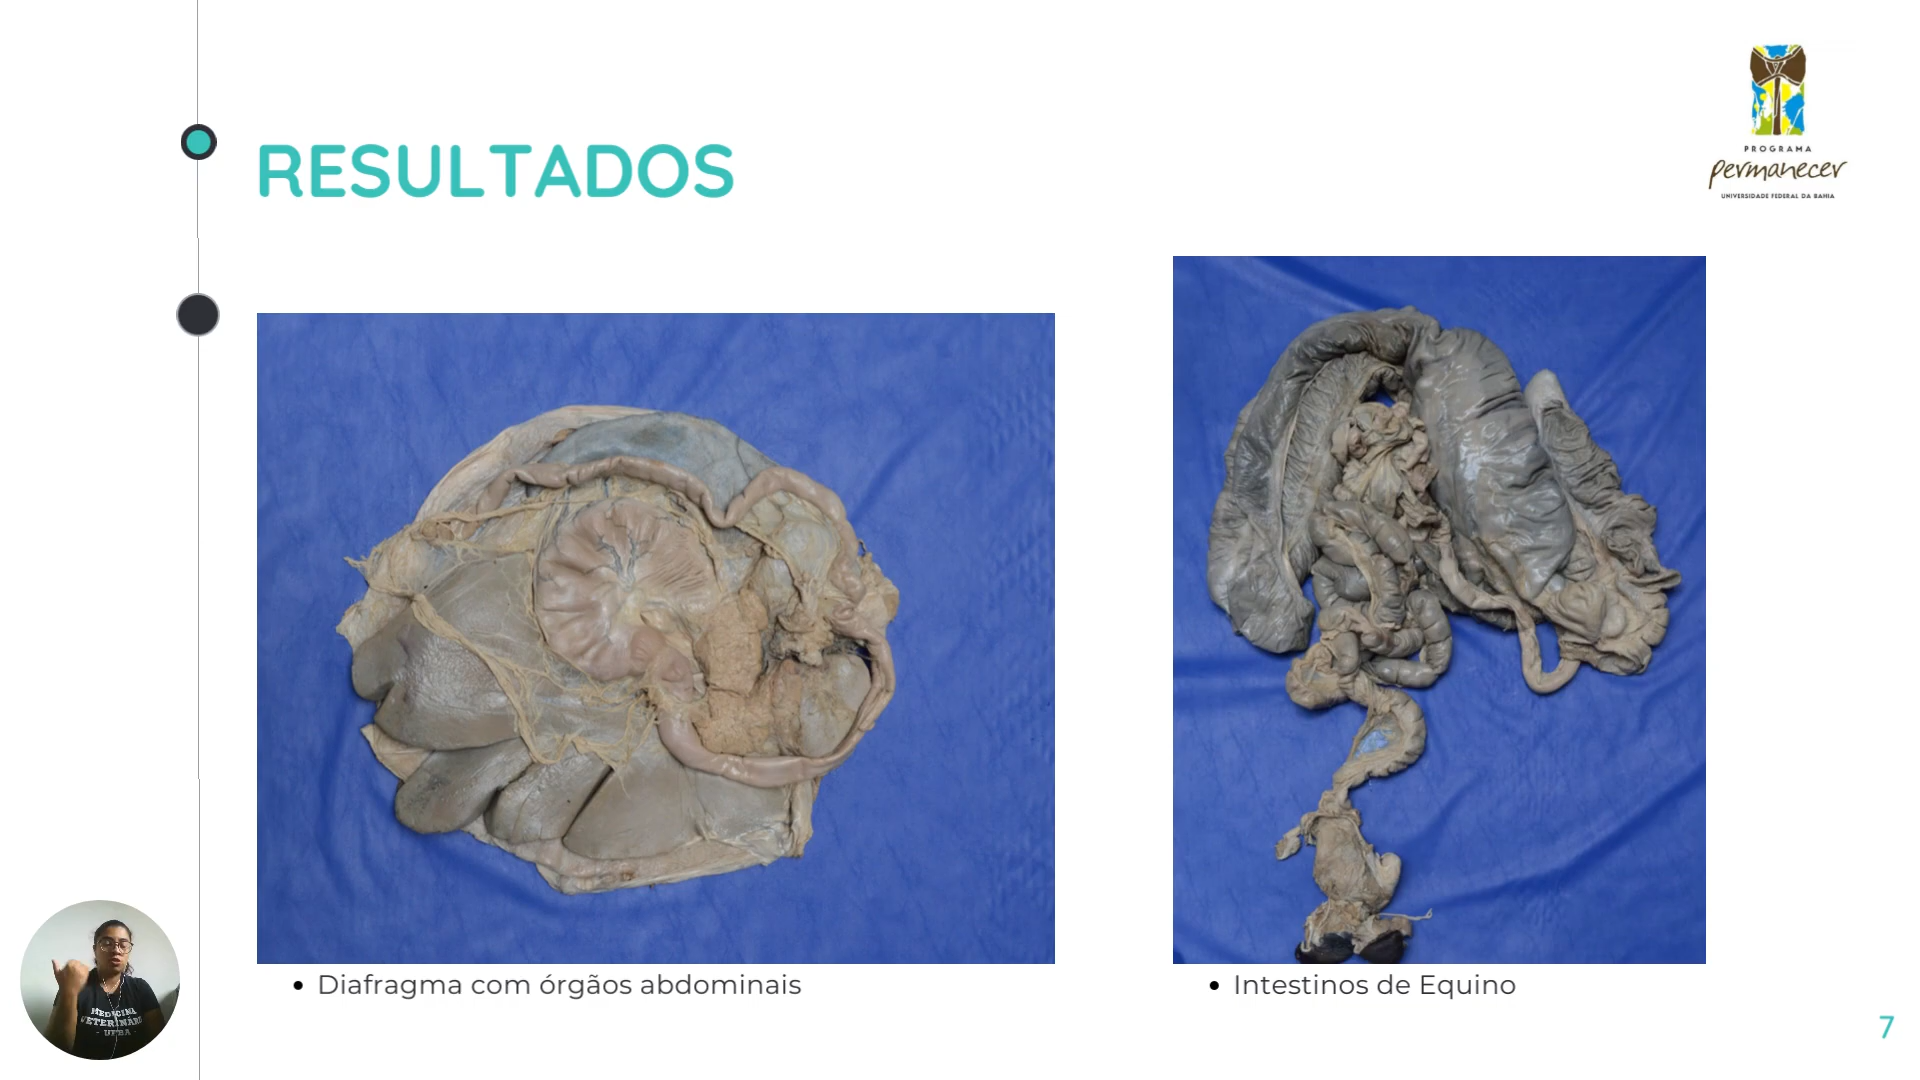 RESULTADOS
PROGRAMA
permanecer
UNIVERSIDADE FEDERAL DA BAHIA
• Diafragma com órgãos abdominais
• Intestinos de Equino
MEDICINA
VETERINÁRIA
- UFBA -
7